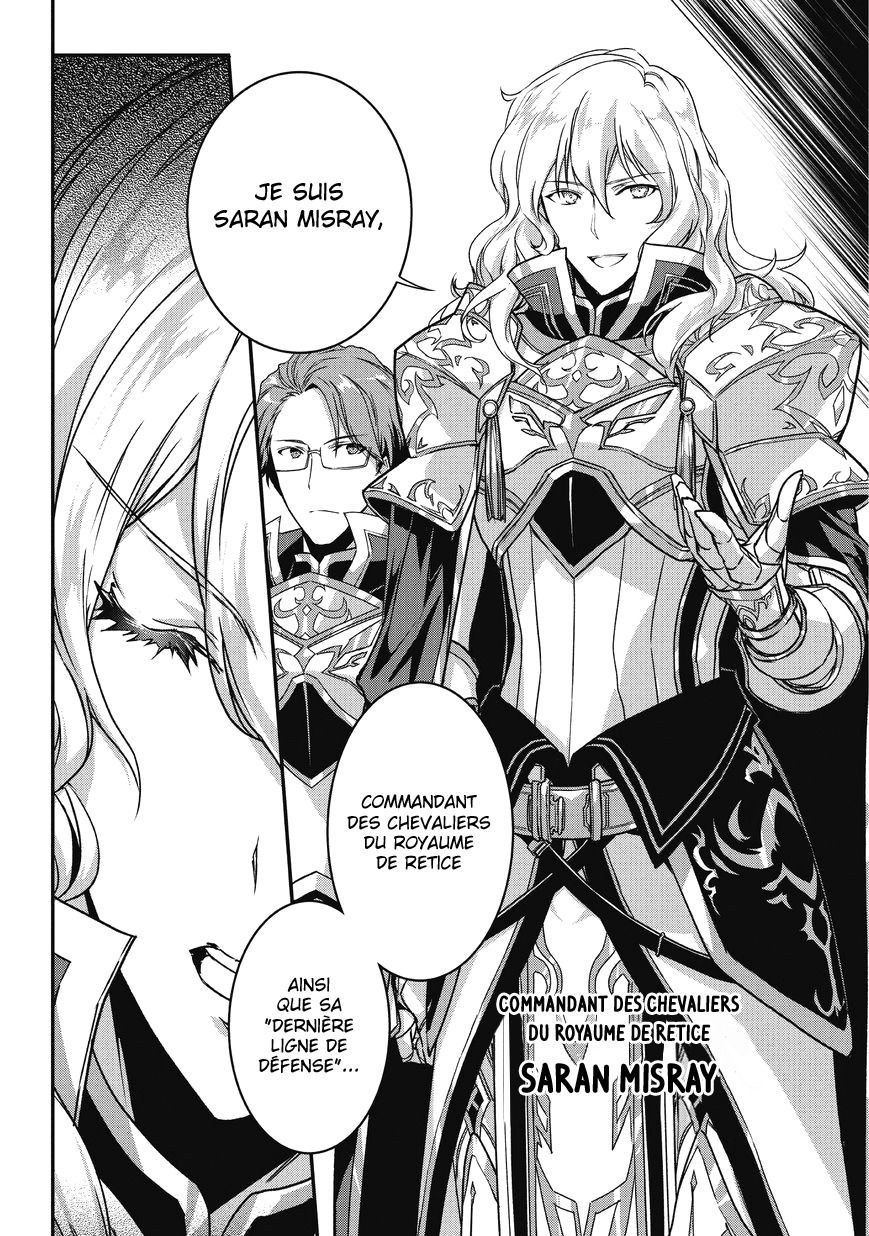 JE SUIS
SARAN MISRAY,
COMMANDANT
DES CHEVALIERS
DU ROYAUME
DE RETICE
AINSI
QUE SA
"DERNIÈRE
LIGNE DE
DÉFENSE"...
COMMANDANT DES CHEVALIERS
DU ROYAUME DE RETICE
SARAN MISRAY